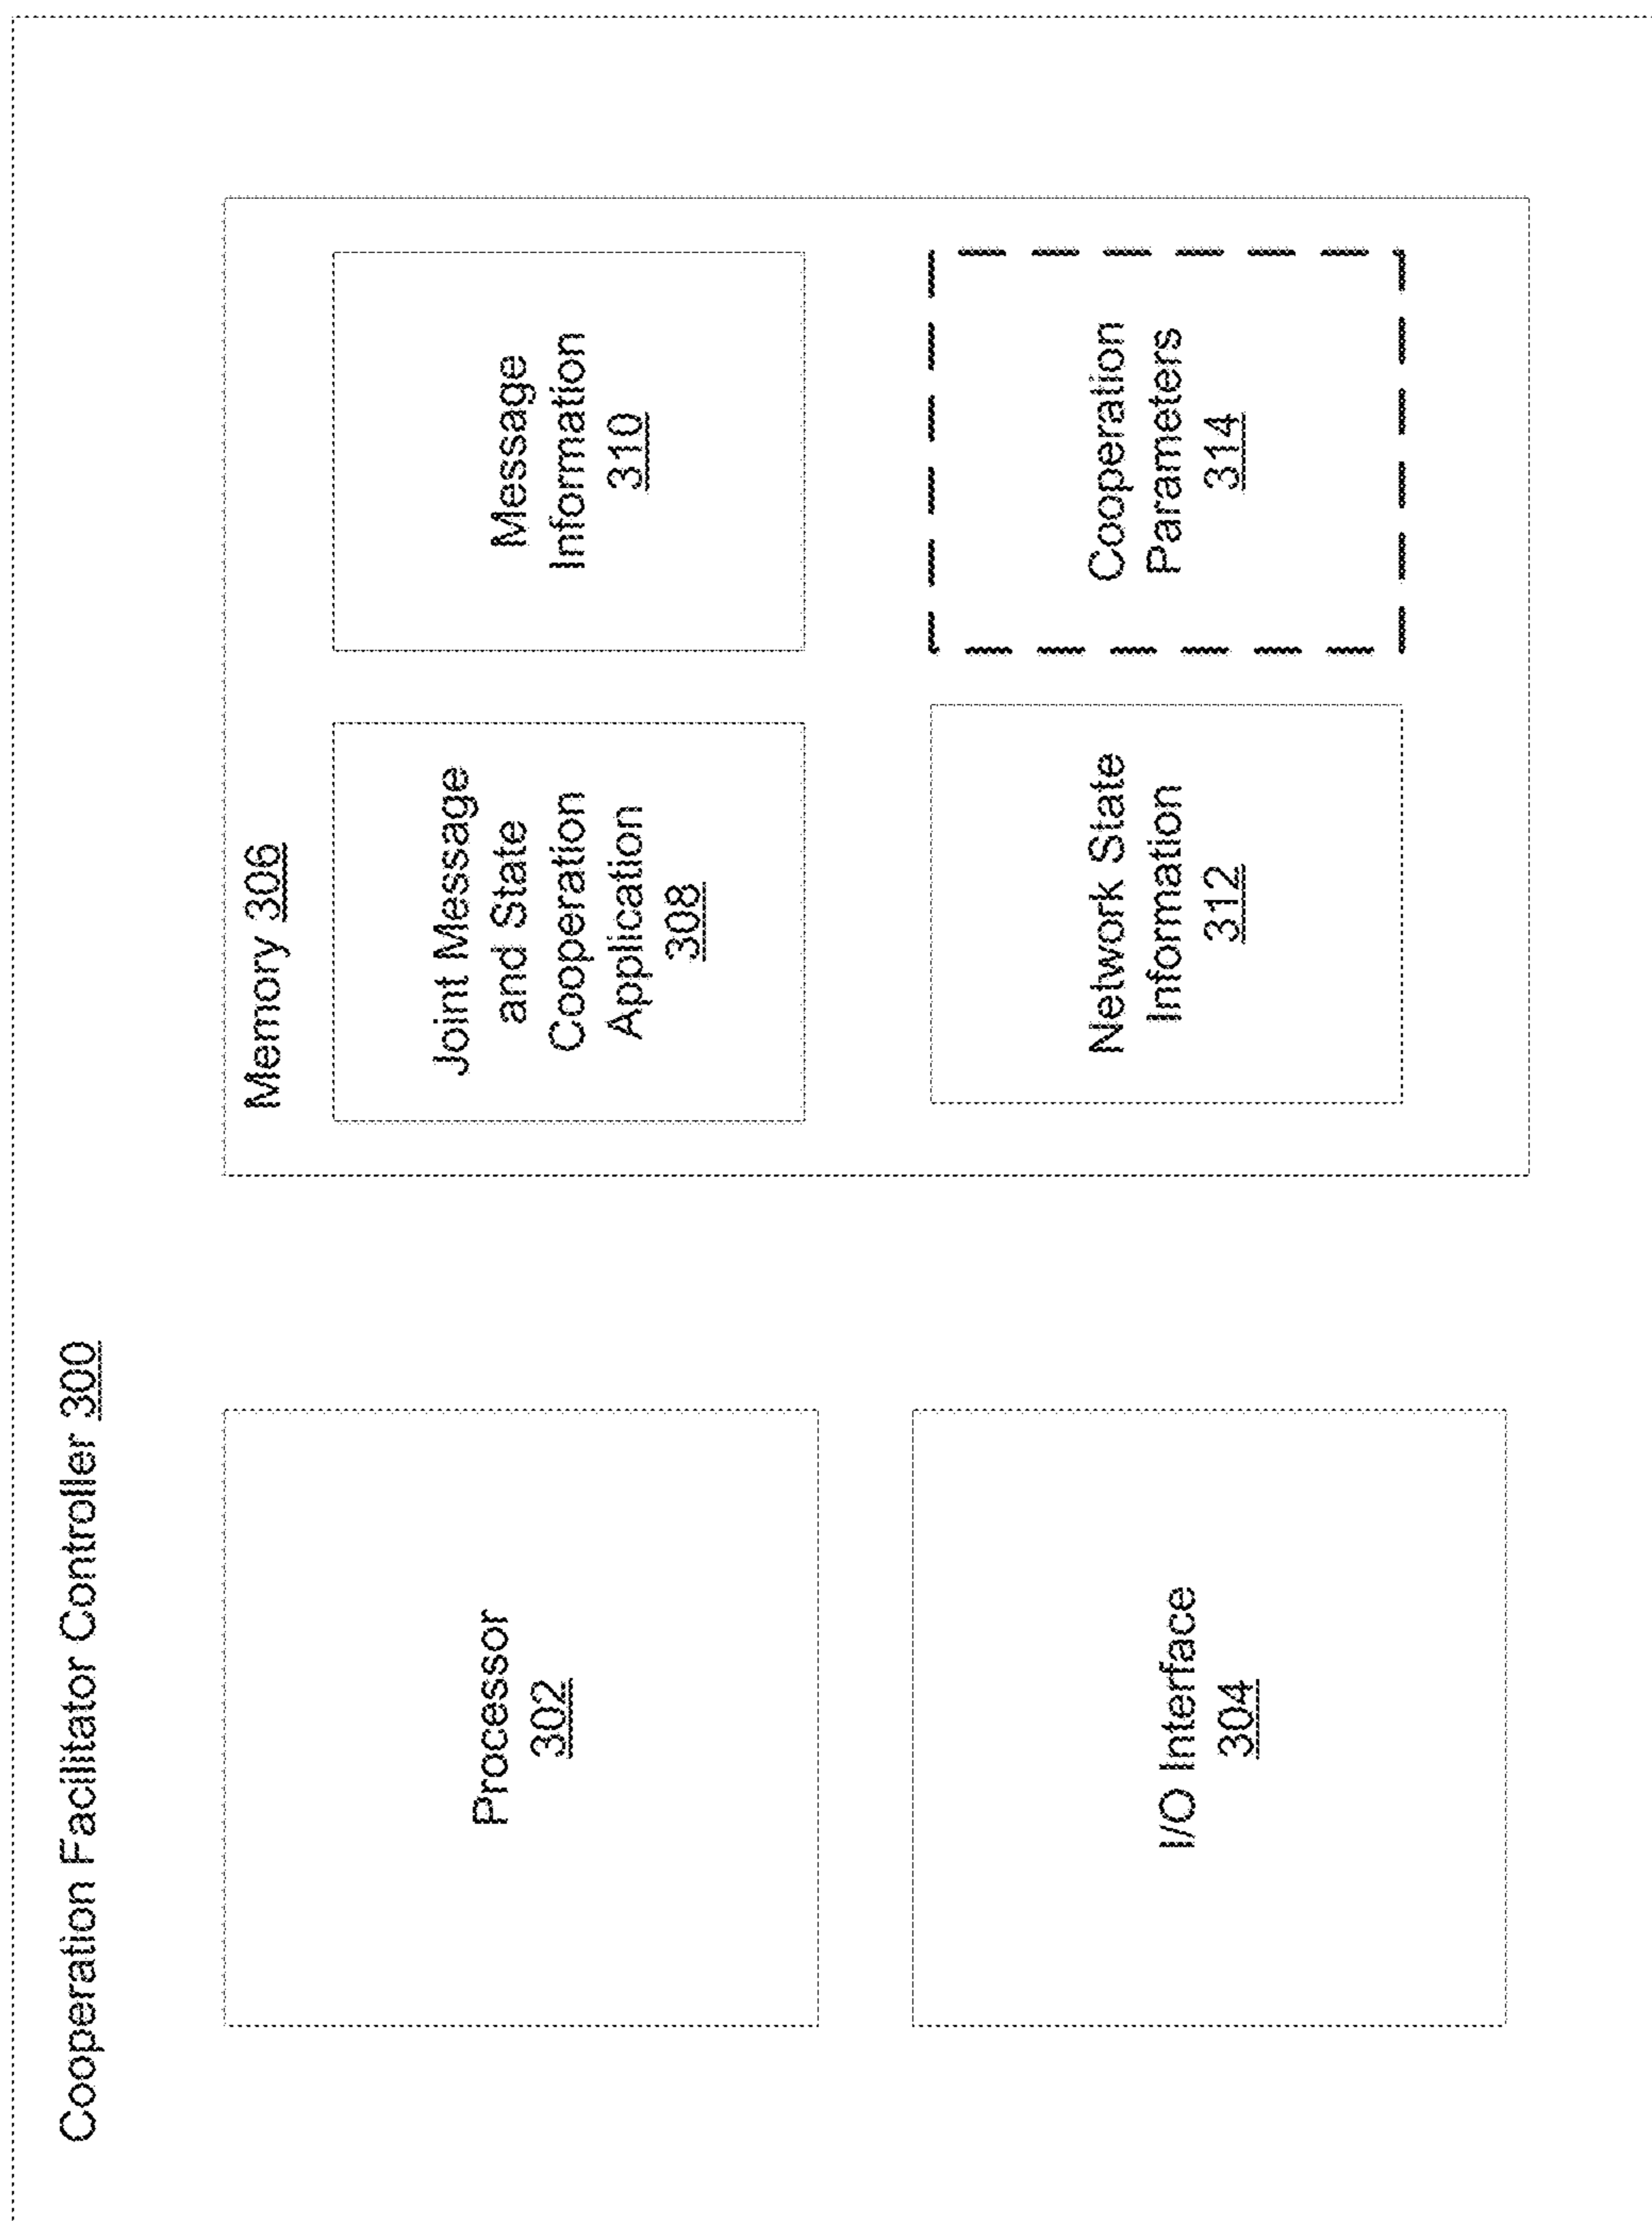 Cooperation Facilitator Controller 300
Processor
302
I/O Interface
304
Memory 306
Joint Message
and State
Cooperation
Application
308
Message
Information
310
Network State
Information
312
Cooperation
Parameters
314